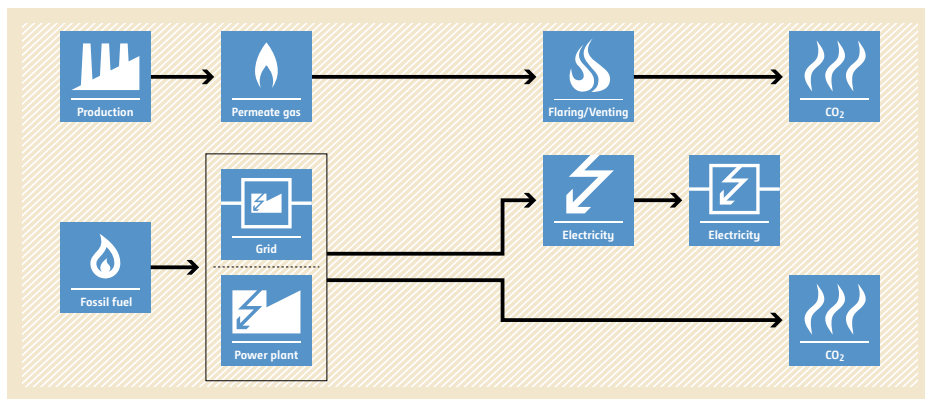 Production
Permeate gas
Flaring/Venting
CO₂
Grid
Electricity
Electricity
Fossil fuel
Power plant
CO₂